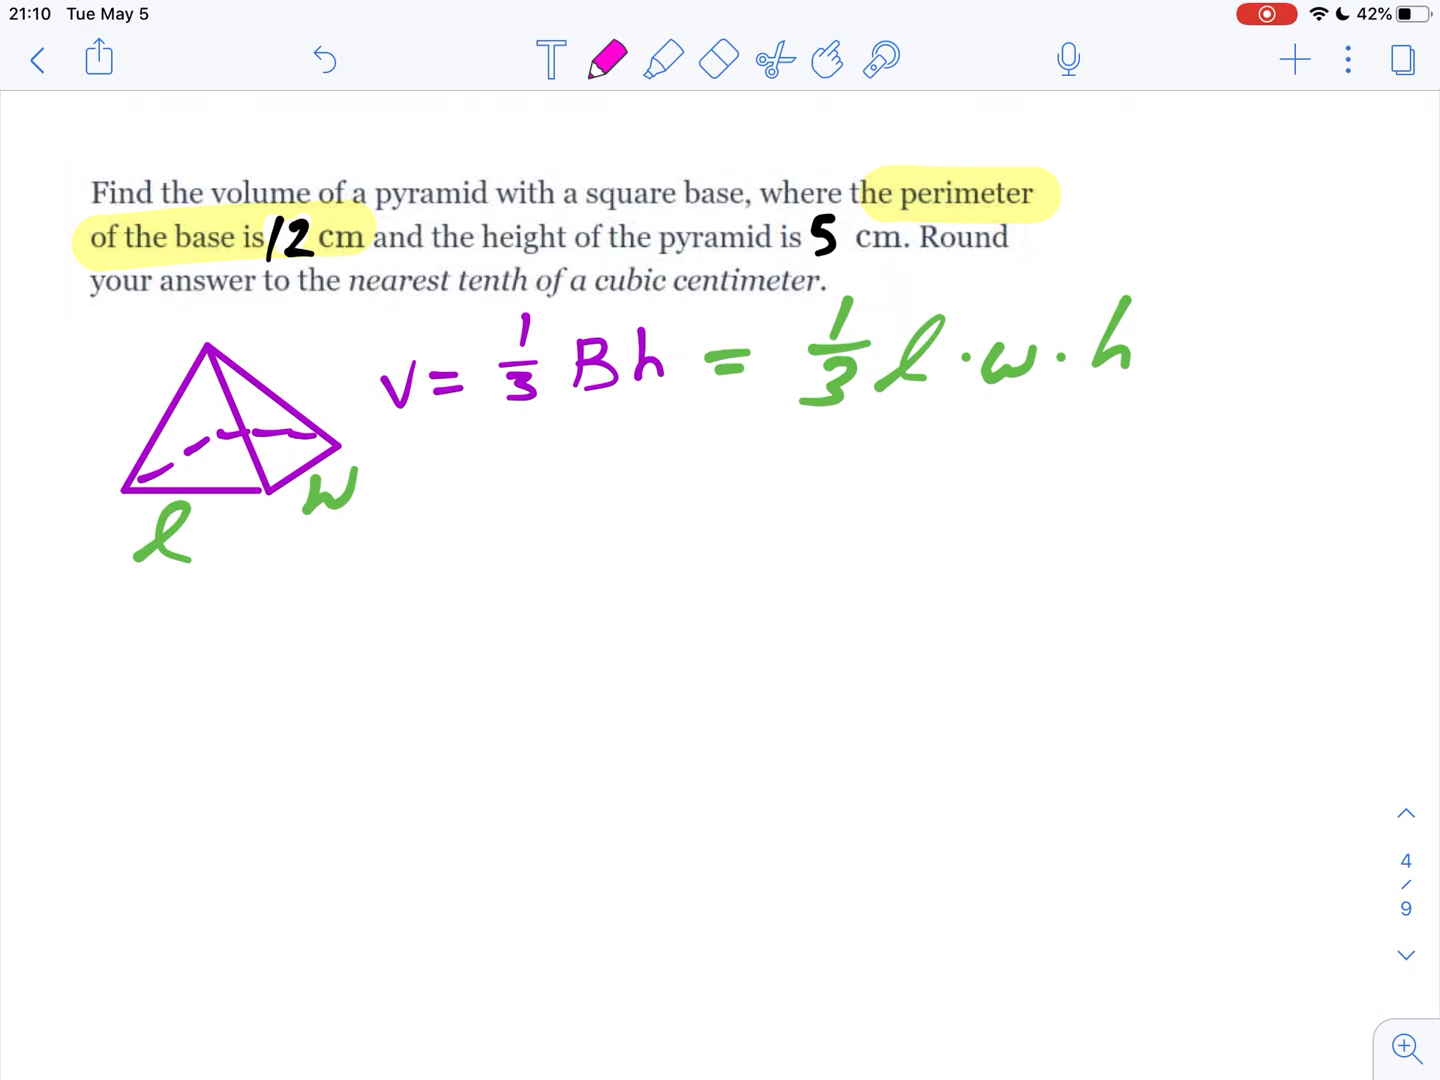 21:10 Tue May 5
42%
T
Find the volume of a pyramid with a square base, where the perimeter
of the base is 12 cm and the height of the pyramid is 5 cm. Round
your answer to the nearest tenth of a cubic centimeter.
V = 1/3 Bh = 1/3 l · w · h
l
w
4
/
9